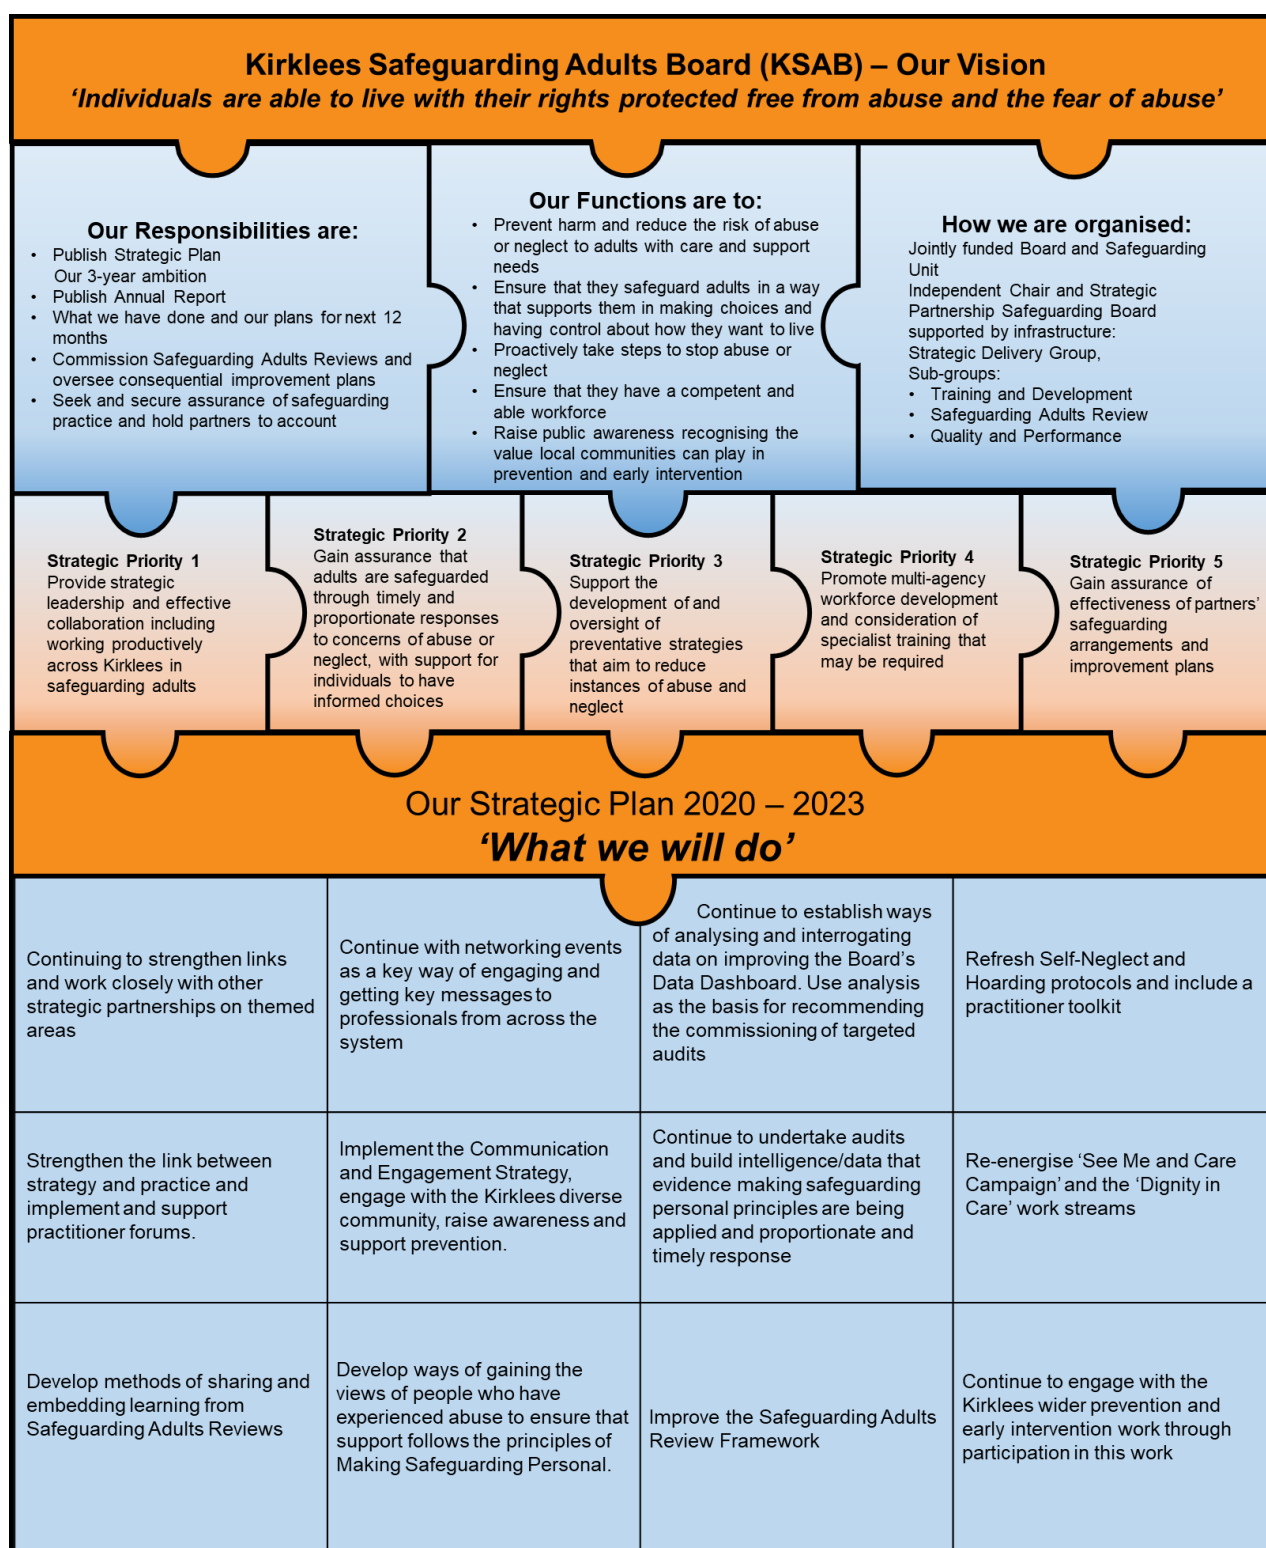 Kirklees Safeguarding Adults Board (KSAB) – Our Vision
‘Individuals are able to live with their rights protected free from abuse and the fear of abuse’
Our Responsibilities are:
• Publish Strategic Plan
Our 3-year ambition
• Publish Annual Report
• What we have done and our plans for next 12
months
• Commission Safeguarding Adults Reviews and
oversee consequential improvement plans
• Seek and secure assurance of safeguarding
practice and hold partners to account
Our Functions are to:
• Prevent harm and reduce the risk of abuse
or neglect to adults with care and support
needs
• Ensure that they safeguard adults in a way
that supports them in making choices and
having control about how they want to live
• Proactively take steps to stop abuse or
neglect
• Ensure that they have a competent and
able workforce
• Raise public awareness recognising the
value local communities can play in
prevention and early intervention
How we are organised:
Jointly funded Board and Safeguarding
Unit
Independent Chair and Strategic
Partnership Safeguarding Board
supported by infrastructure:
Strategic Delivery Group,
Sub-groups:
• Training and Development
• Safeguarding Adults Review
• Quality and Performance
Strategic Priority 1
Provide strategic
leadership and effective
collaboration including
working productively
across Kirklees in
safeguarding adults
Strategic Priority 2
Gain assurance that
adults are safeguarded
through timely and
proportionate responses
to concerns of abuse or
neglect, with support for
individuals to have
informed choices
Strategic Priority 3
Support the
development of and
oversight of
preventative strategies
that aim to reduce
instances of abuse and
neglect
Strategic Priority 4
Promote multi-agency
workforce development
and consideration of
specialist training that
may be required
Strategic Priority 5
Gain assurance of
effectiveness of partners’
safeguarding
arrangements and
improvement plans
Our Strategic Plan 2020 – 2023
‘What we will do’
Continuing to strengthen links
and work closely with other
strategic partnerships on themed
areas
Continue with networking events
as a key way of engaging and
getting key messages to
professionals from across the
system
Continue to establish ways
of analysing and interrogating
data on improving the Board’s
Data Dashboard. Use analysis
as the basis for recommending
the commissioning of targeted
audits
Refresh Self-Neglect and
Hoarding protocols and include a
practitioner toolkit
Strengthen the link between
strategy and practice and
implement and support
practitioner forums.
Implement the Communication
and Engagement Strategy,
engage with the Kirklees diverse
community, raise awareness and
support prevention.
Continue to undertake audits
and build intelligence/data that
evidence making safeguarding
personal principles are being
applied and proportionate and
timely response
Re-energise ‘See Me and Care
Campaign’ and the ‘Dignity in
Care’ work streams
Develop methods of sharing and
embedding learning from
Safeguarding Adults Reviews
Develop ways of gaining the
views of people who have
experienced abuse to ensure that
support follows the principles of
Making Safeguarding Personal.
Improve the Safeguarding Adults
Review Framework
Continue to engage with the
Kirklees wider prevention and
early intervention work through
participation in this work